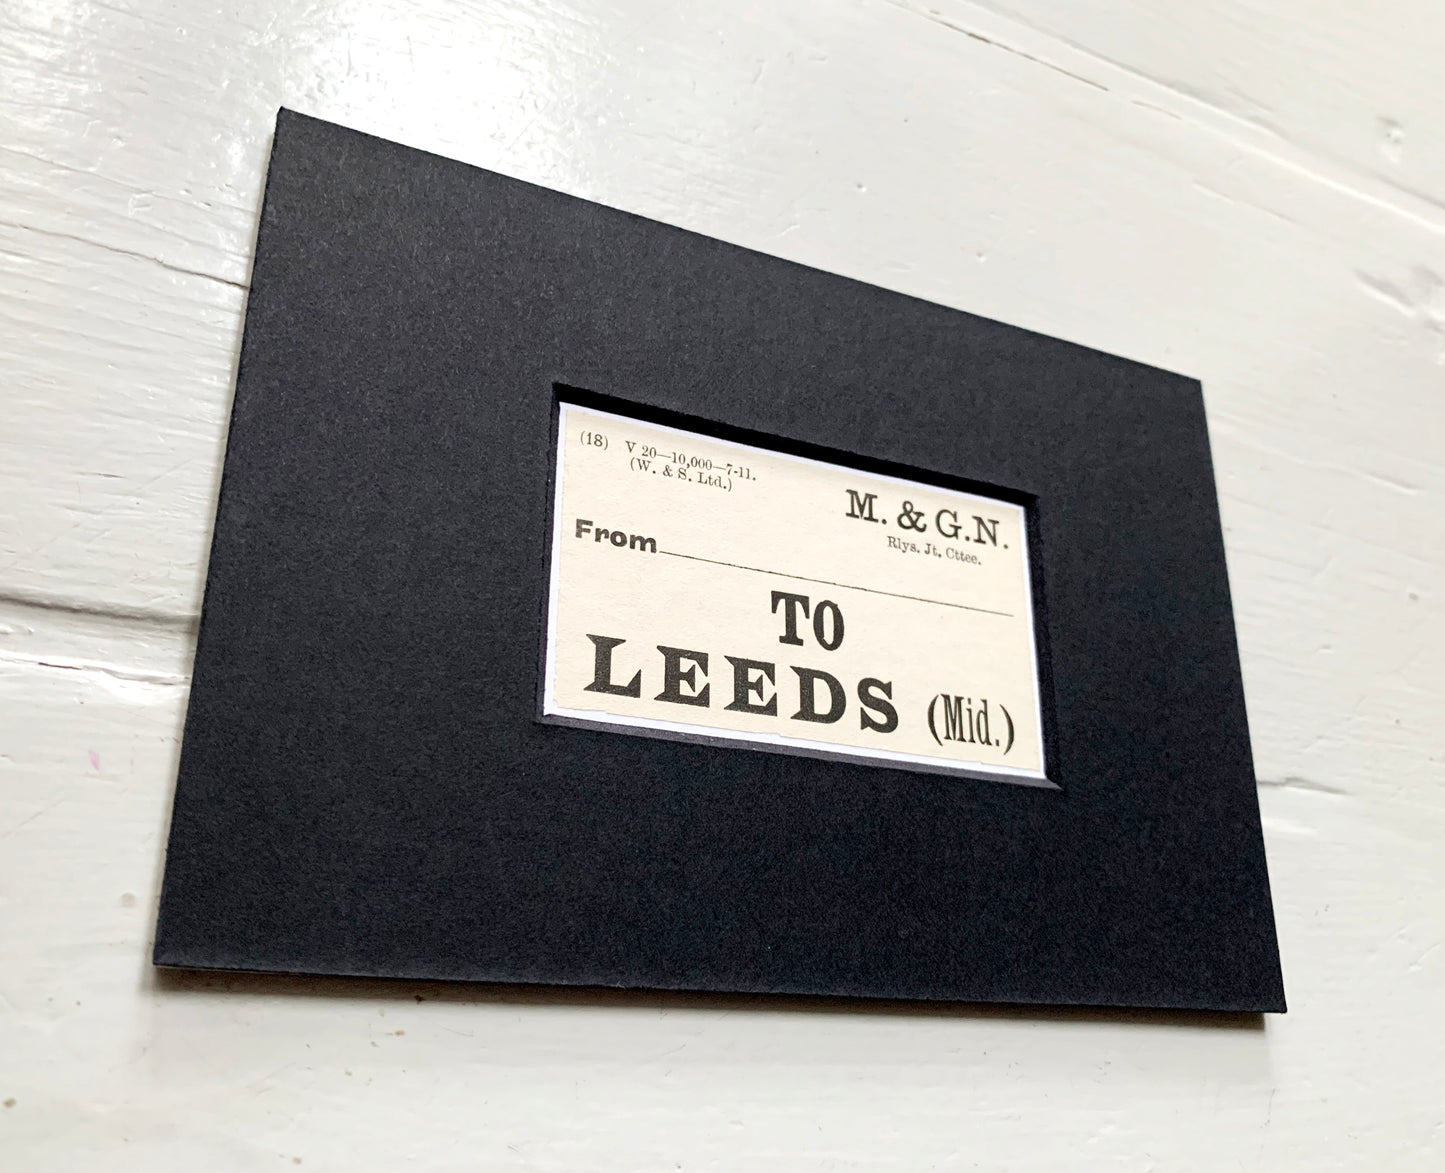 (18) V 20—10,000—7-11.
(W. & S. Ltd.)
M. & G.N.
Rlys. Jt. Cttee.
From
TO
LEEDS (Mid.)